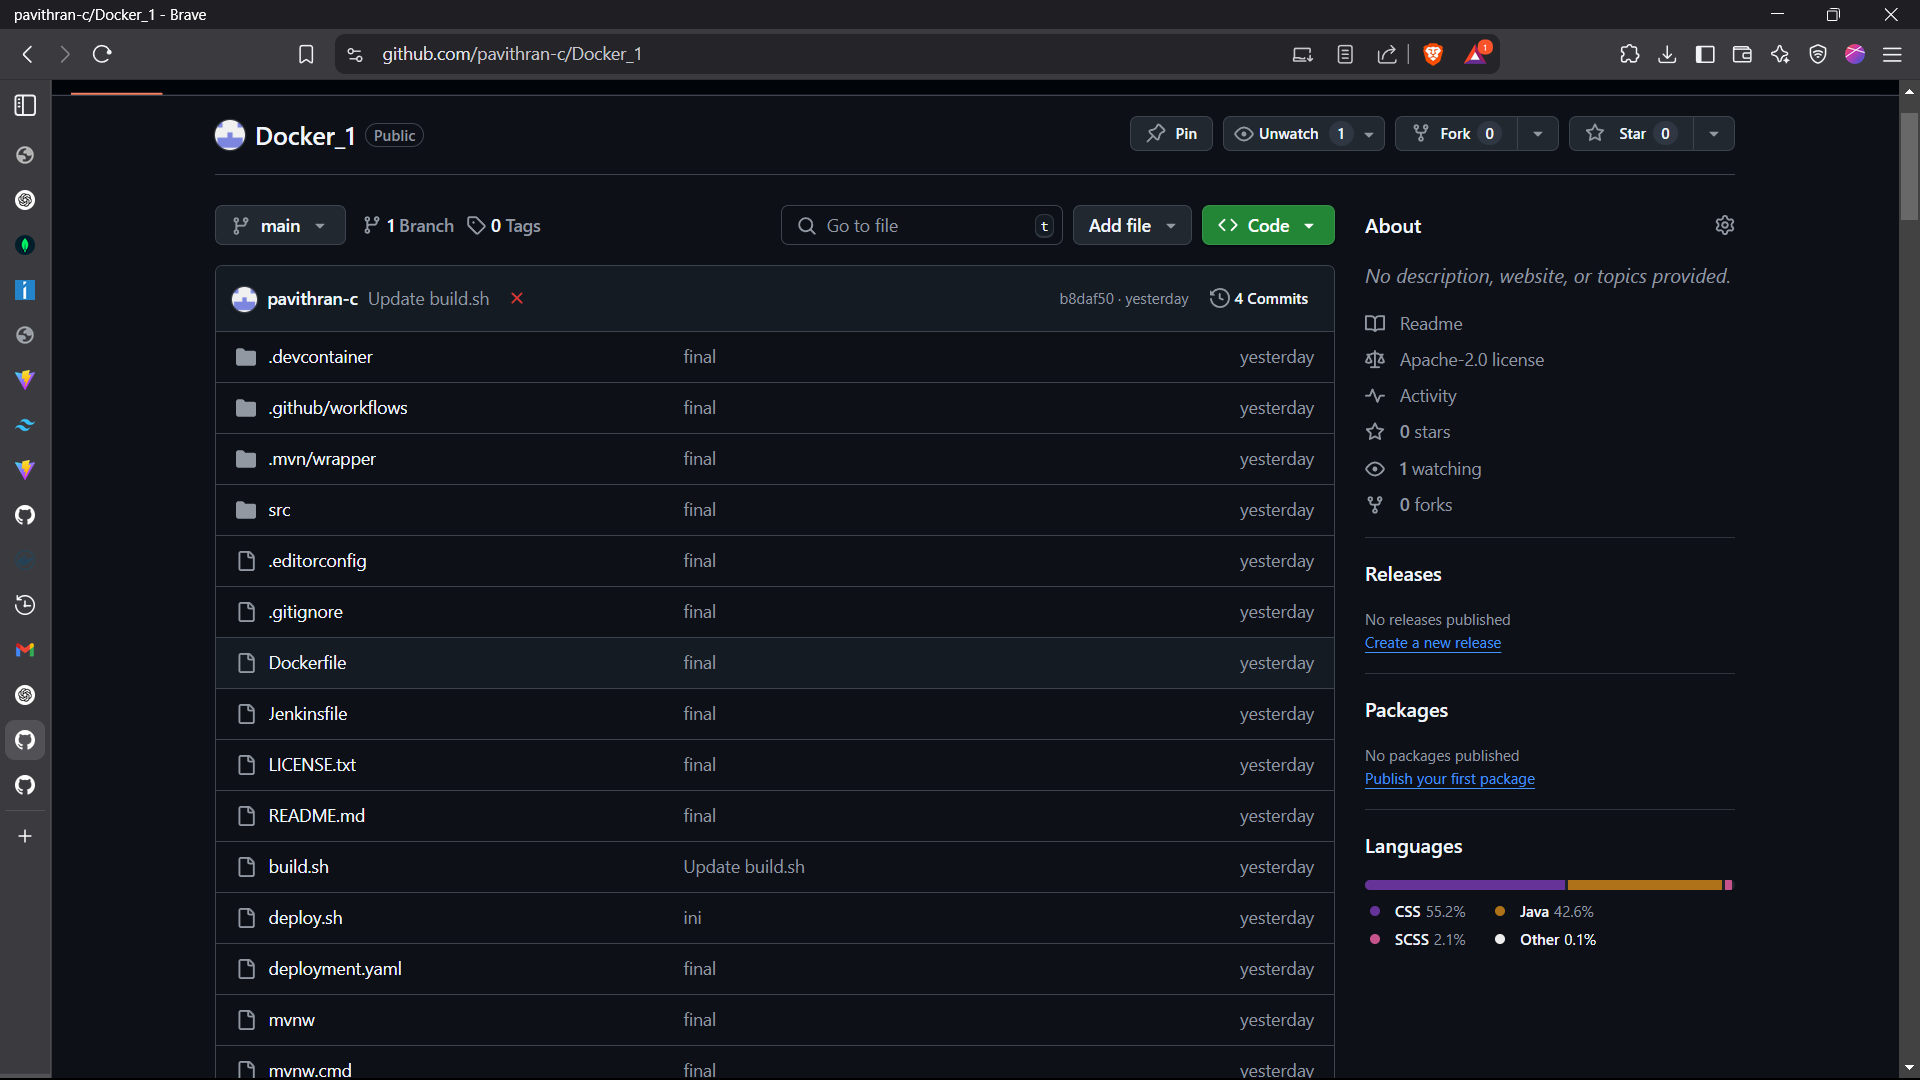 pavithran-c/Docker_1 - Brave
github.com/pavithran-c/Docker_1
1
Docker_1 Public
Pin
Unwatch 1
Fork 0
Star 0
main
1 Branch
0 Tags
Go to file t
Add file
Code
pavithran-c Update build.sh
b8daf50 · yesterday
4 Commits
.devcontainer final yesterday
.github/workflows final yesterday
.mvn/wrapper final yesterday
src final yesterday
.editorconfig final yesterday
.gitignore final yesterday
Dockerfile final yesterday
Jenkinsfile final yesterday
LICENSE.txt final yesterday
README.md final yesterday
build.sh Update build.sh yesterday
deploy.sh ini yesterday
deployment.yaml final yesterday
mvnw final yesterday
mvnw.cmd final yesterday
About
No description, website, or topics provided.
Readme
Apache-2.0 license
Activity
0 stars
1 watching
0 forks
Releases
No releases published
Create a new release
Packages
No packages published
Publish your first package
Languages
CSS 55.2%
Java 42.6%
SCSS 2.1%
Other 0.1%